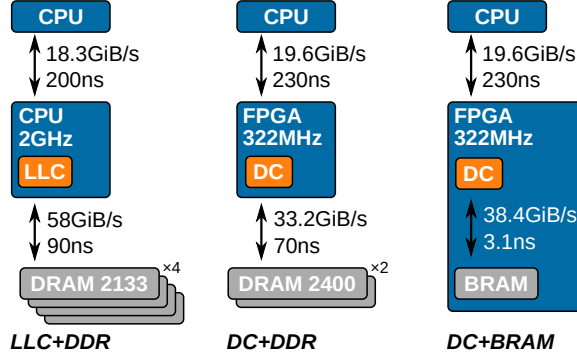 CPU
18.3GiB/s
200ns
CPU
2GHz
LLC
58GiB/s
90ns
DRAM 2133
×4
LLC+DDR
CPU
19.6GiB/s
230ns
FPGA
322MHz
DC
33.2GiB/s
70ns
DRAM 2400
×2
DC+DDR
CPU
19.6GiB/s
230ns
FPGA
322MHz
DC
38.4GiB/s
3.1ns
BRAM
DC+BRAM